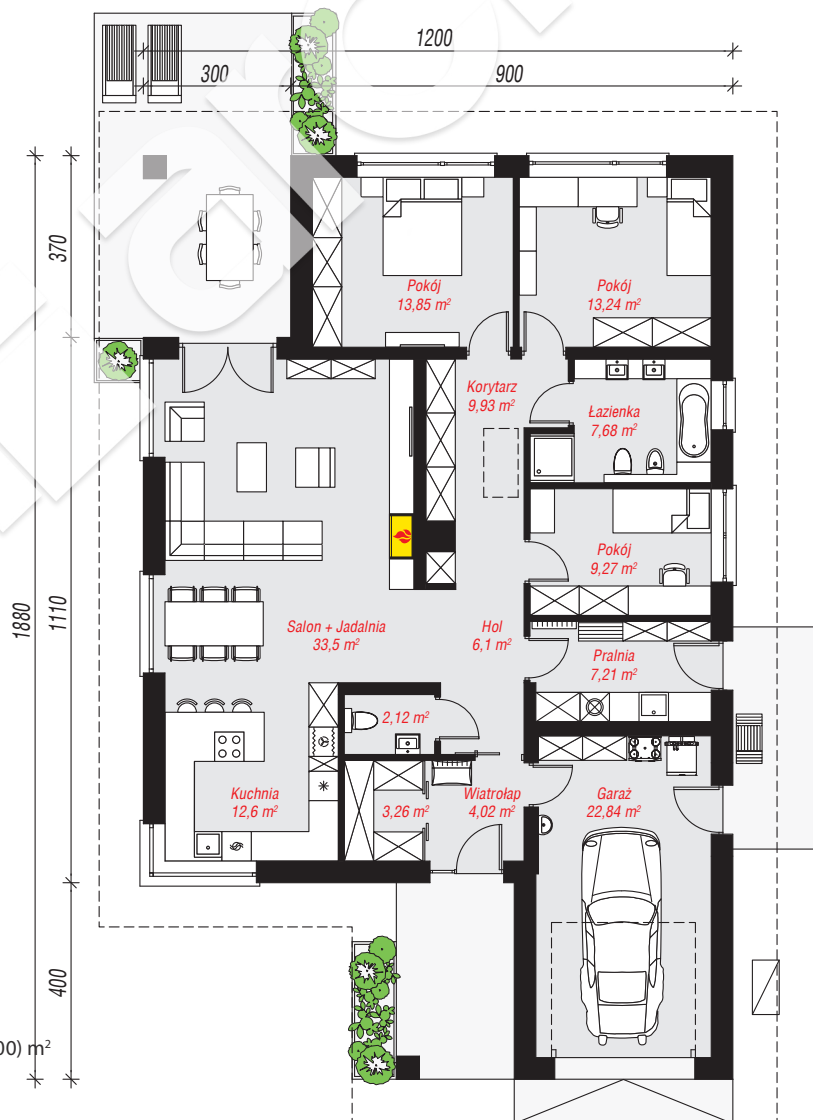 1200
300
900
370
Pokój
13,85 m²
Pokój
13,24 m²
Korytarz
9,93 m²
Łazienka
7,68 m²
1880
1110
Pokój
9,27 m²
Salon + Jadalnia
33,5 m²
Hol
6,1 m²
Pralnia
7,21 m²
2,12 m²
Kuchnia
12,6 m²
3,26 m²
Wiatrołap
4,02 m²
Garaż
22,84 m²
400
00) m²